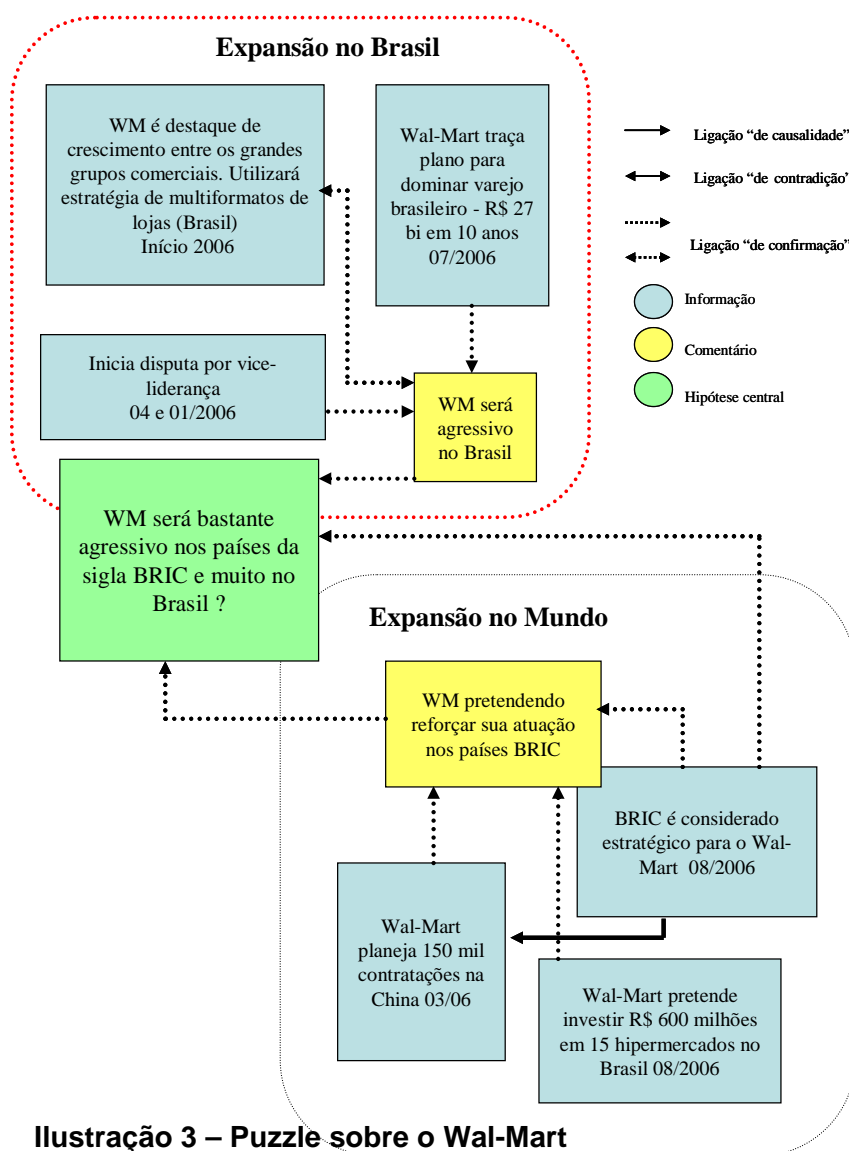 Expansão no Brasil
WM é destaque de
crescimento entre os grandes
grupos comerciais. Utilizará
estratégia de multiformatos de
lojas (Brasil)
Início 2006
Wal-Mart traça
plano para
dominar varejo
brasileiro - R$ 27
bi em 10 anos
07/2006
Ligação “de causalidade”
Ligação “de contradição”
Ligação “de confirmação”
Informação
Comentário
Hipótese central
Inicia disputa por vice-
liderança
04 e 01/2006
WM será
agressivo
no Brasil
WM será bastante
agressivo nos países da
sigla BRIC e muito no
Brasil ?
Expansão no Mundo
WM pretendendo
reforçar sua atuação
nos países BRIC
BRIC é considerado
estratégico para o Wal-
Mart 08/2006
Wal-Mart
planeja 150 mil
contratações na
China 03/06
Wal-Mart pretende
investir R$ 600 milhões
em 15 hipermercados no
Brasil 08/2006
Ilustração 3 – Puzzle sobre o Wal-Mart